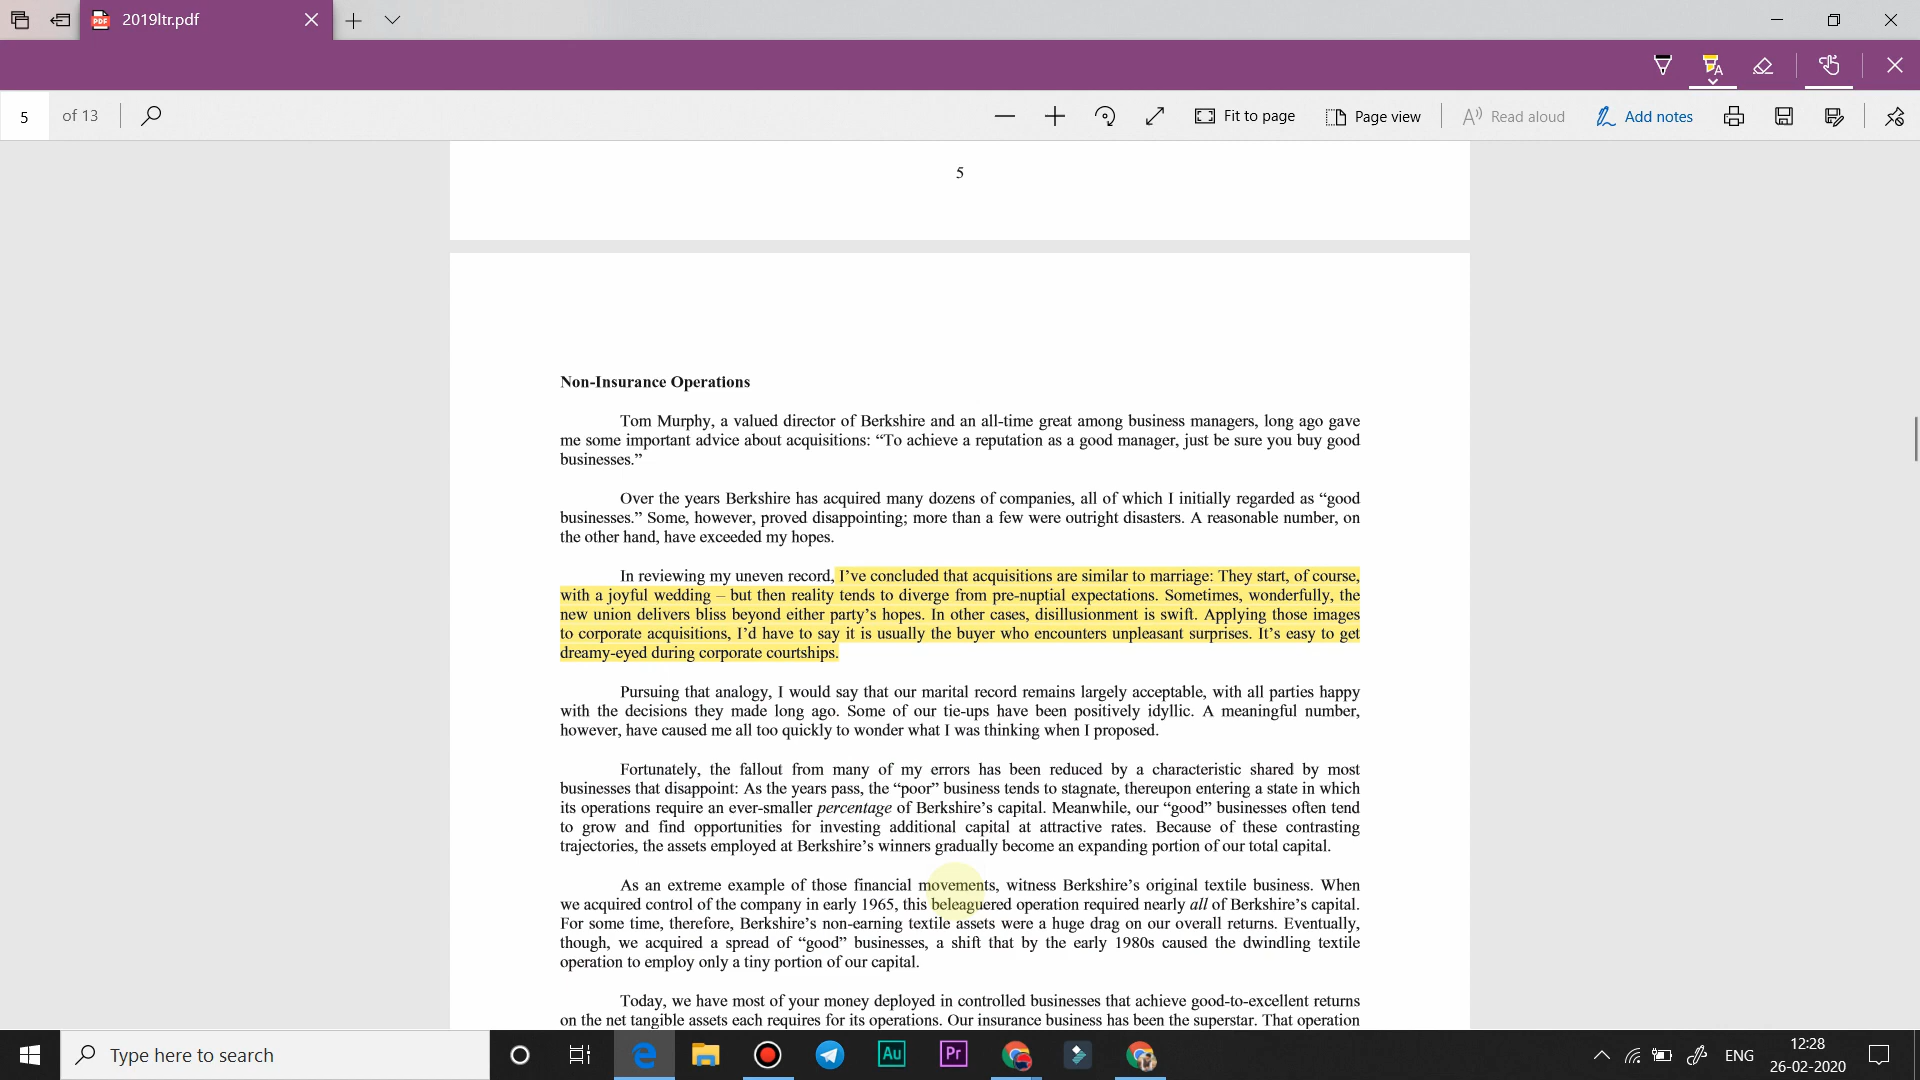 2019ltr.pdf
5 of 13
Fit to page
Page view
Read aloud
Add notes
5
Non-Insurance Operations
Tom Murphy, a valued director of Berkshire and an all-time great among business managers, long ago gave
me some important advice about acquisitions: “To achieve a reputation as a good manager, just be sure you buy good
businesses.”
Over the years Berkshire has acquired many dozens of companies, all of which I initially regarded as “good
businesses.” Some, however, proved disappointing; more than a few were outright disasters. A reasonable number, on
the other hand, have exceeded my hopes.
In reviewing my uneven record, I’ve concluded that acquisitions are similar to marriage: They start, of course,
with a joyful wedding – but then reality tends to diverge from pre-nuptial expectations. Sometimes, wonderfully, the
new union delivers bliss beyond either party’s hopes. In other cases, disillusionment is swift. Applying those images
to corporate acquisitions, I’d have to say it is usually the buyer who encounters unpleasant surprises. It’s easy to get
dreamy-eyed during corporate courtships.
Pursuing that analogy, I would say that our marital record remains largely acceptable, with all parties happy
with the decisions they made long ago. Some of our tie-ups have been positively idyllic. A meaningful number,
however, have caused me all too quickly to wonder what I was thinking when I proposed.
Fortunately, the fallout from many of my errors has been reduced by a characteristic shared by most
businesses that disappoint: As the years pass, the “poor” business tends to stagnate, thereupon entering a state in which
its operations require an ever-smaller percentage of Berkshire’s capital. Meanwhile, our “good” businesses often tend
to grow and find opportunities for investing additional capital at attractive rates. Because of these contrasting
trajectories, the assets employed at Berkshire’s winners gradually become an expanding portion of our total capital.
As an extreme example of those financial movements, witness Berkshire’s original textile business. When
we acquired control of the company in early 1965, this beleaguered operation required nearly all of Berkshire’s capital.
For some time, therefore, Berkshire’s non-earning textile assets were a huge drag on our overall returns. Eventually,
though, we acquired a spread of “good” businesses, a shift that by the early 1980s caused the dwindling textile
operation to employ only a tiny portion of our capital.
Today, we have most of your money deployed in controlled businesses that achieve good-to-excellent returns
on the net tangible assets each requires for its operations. Our insurance business has been the superstar. That operation
Type here to search
Au
Pr
ENG
12:28
26-02-2020